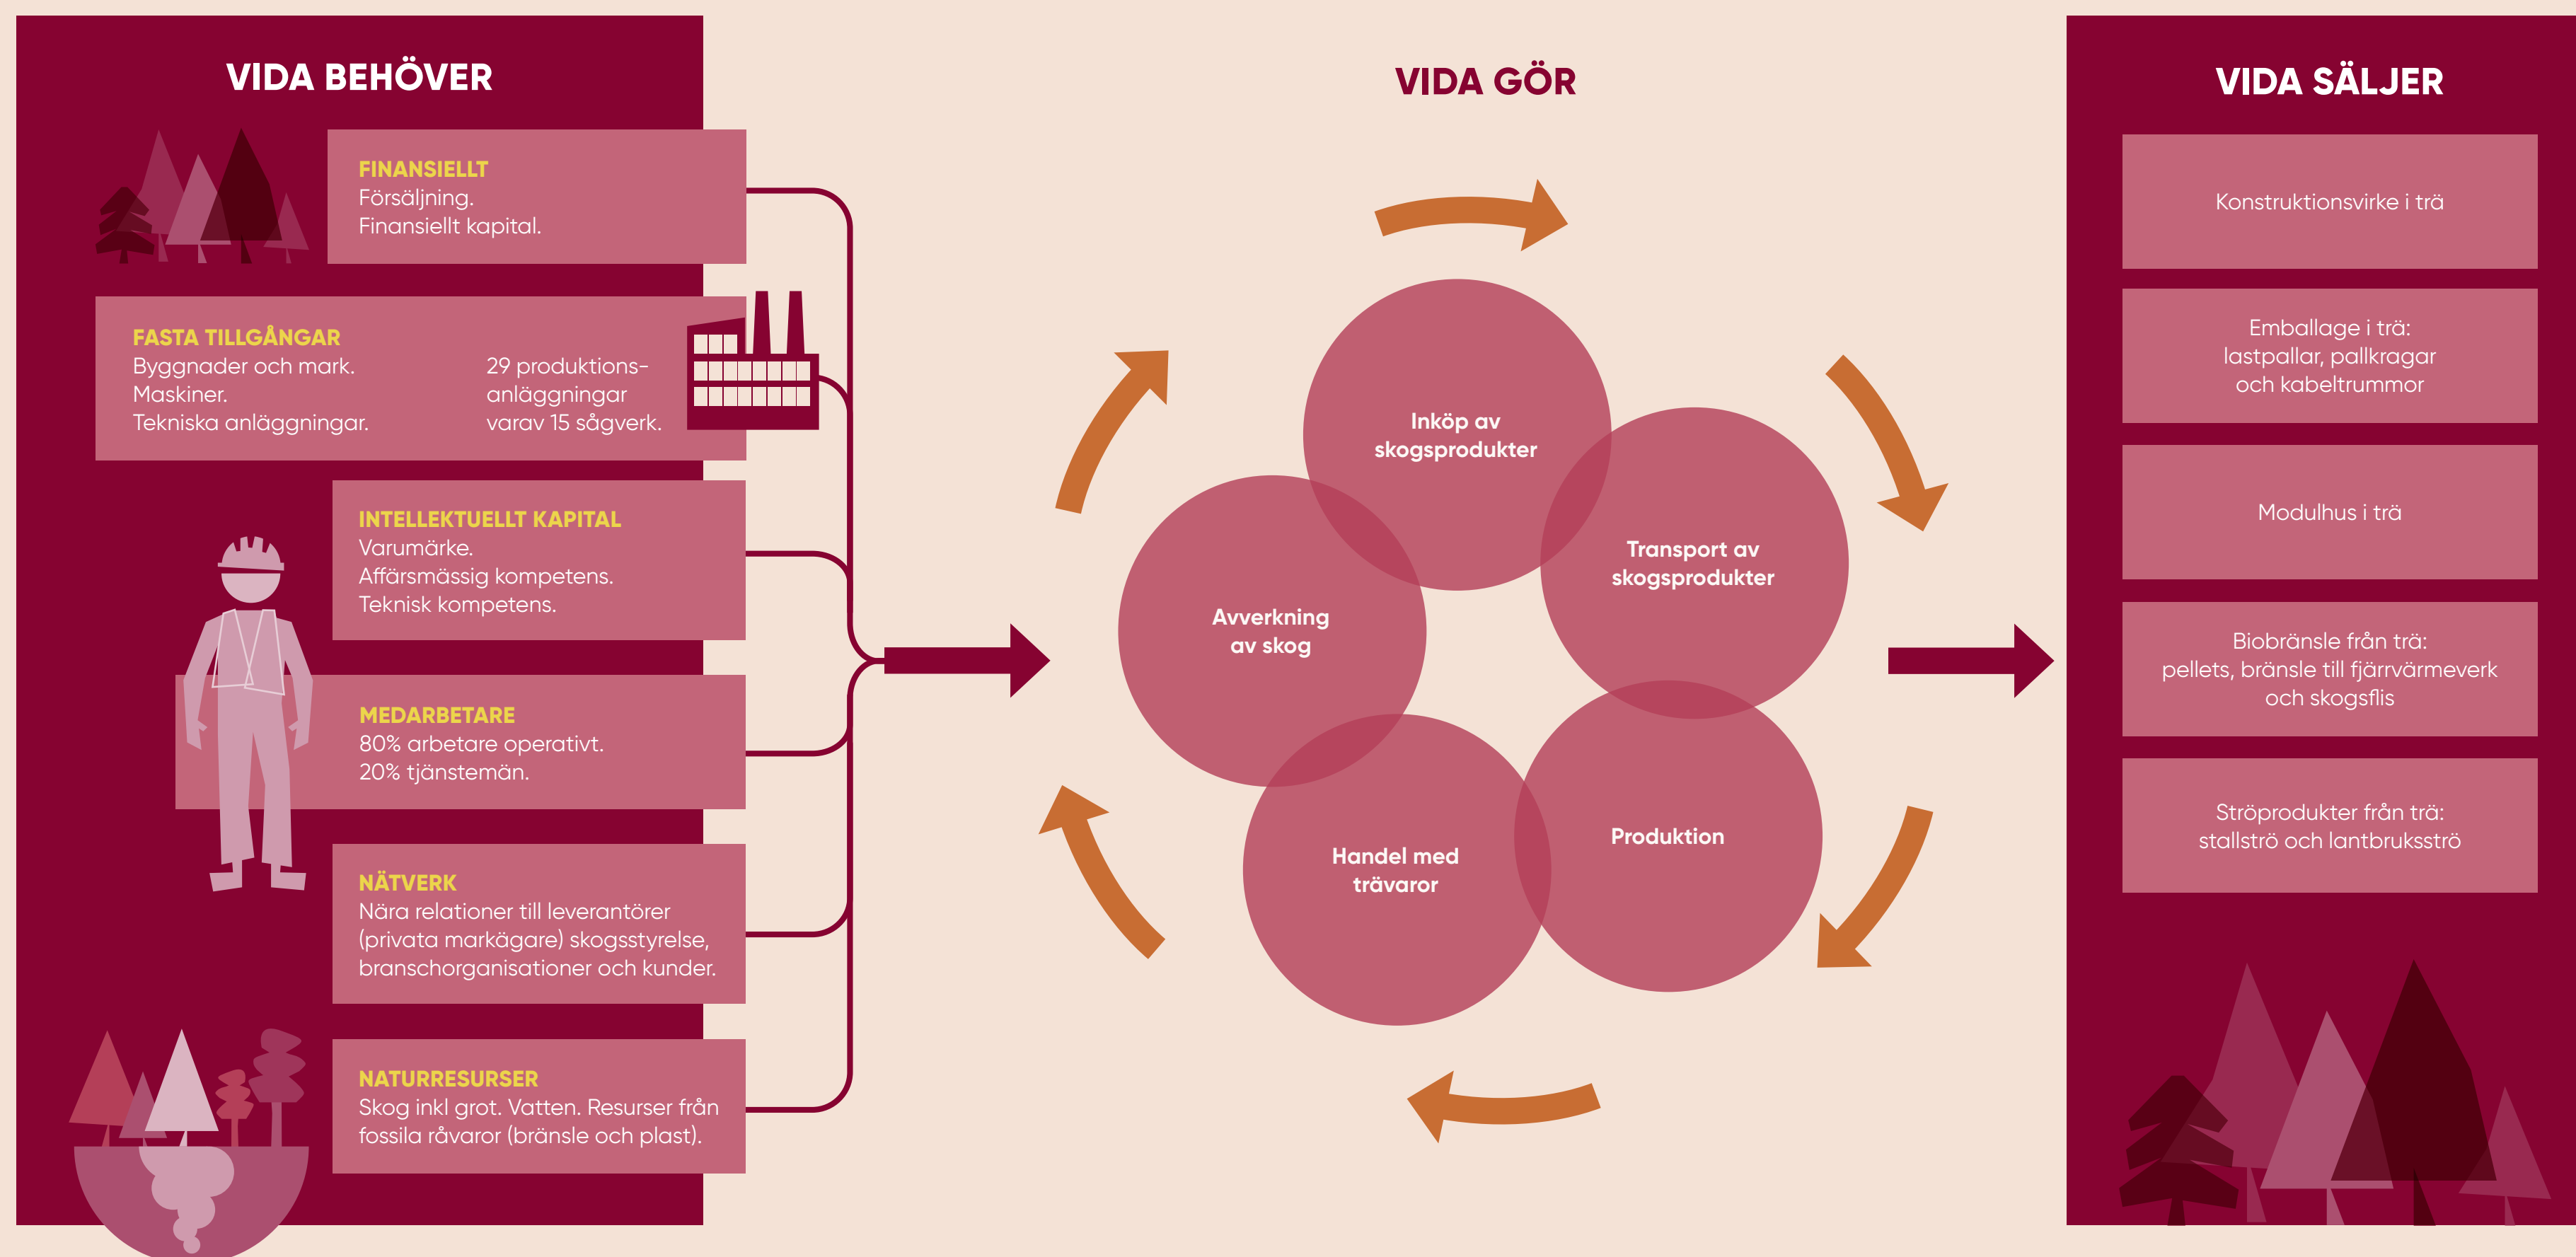 VIDA BEHÖVER
FINANSIELLT
Försäljning.
Finansiellt kapital.
FASTA TILLGÅNGAR
Byggnader och mark.
Maskiner.
Tekniska anläggningar.
29 produktions-
anläggningar
varav 15 sågverk.
INTELLEKTUELLT KAPITAL
Varumärke.
Affärsmässig kompetens.
Teknisk kompetens.
MEDARBETARE
80% arbetare operativt.
20% tjänstemän.
NÄTVERK
Nära relationer till leverantörer
(privata markägare) skogsstyrelse,
branschorganisationer och kunder.
NATURRESURSER
Skog inkl grot. Vatten. Resurser från
fossila råvaror (bränsle och plast).
VIDA GÖR
Inköp av
skogsprodukter
Transport av
skogsprodukter
Produktion
Handel med
trävaror
Avverkning
av skog
VIDA SÄLJER
Konstruktionsvirke i trä
Emballage i trä:
lastpallar, pallkragar
och kabeltrummor
Modulhus i trä
Biobränsle från trä:
pellets, bränsle till fjärrvärmeverk
och skogsflis
Ströprodukter från trä:
stallströ och lantbruksströ